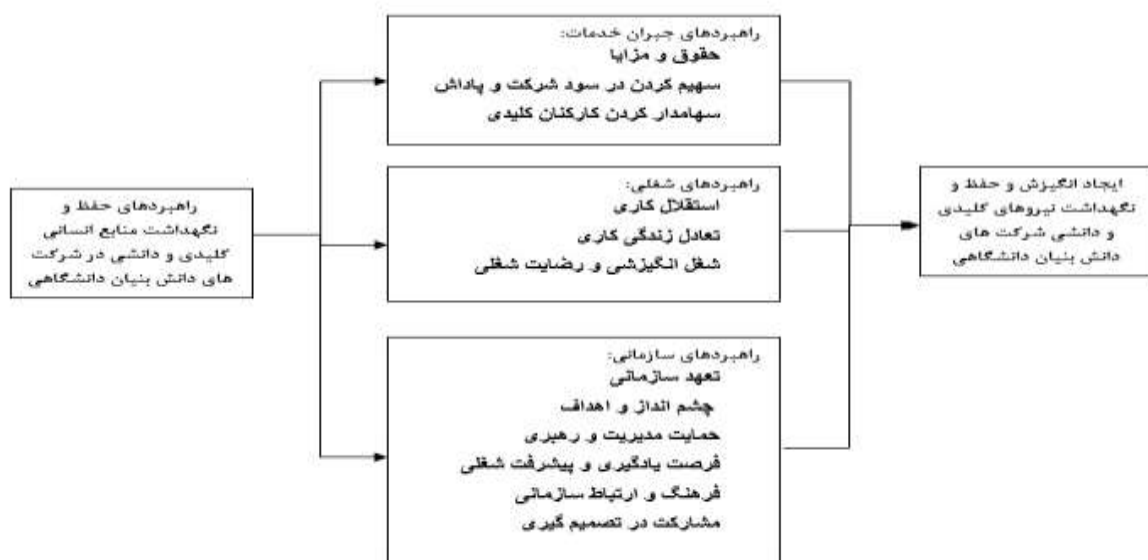 راهبردهای جبران خدمات:
حقوق و مزایا
سهیم کردن در سود شرکت و پاداش
سهامدار کردن کارکنان کلیدی
راهبردهای حفظ و
نگهداشت منابع انسانی
کلیدی و دانشی در شرکت
های دانش بنیان دانشگاهی
راهبردهای شغلی:
استقلال کاری
تعادل زندگی کاری
شغل انگیزشی و رضایت شغلی
ایجاد انگیزش و حفظ و
نگهداشت نیروهای کلیدی
و دانشی شرکت های
دانش بنیان دانشگاهی
راهبردهای سازمانی:
تعهد سازمانی
چشم انداز و اهداف
حمایت مدیریت و رهبری
فرصت یادگیری و پیشرفت شغلی
فرهنگ و ارتباط سازمانی
مشارکت در تصمیم گیری